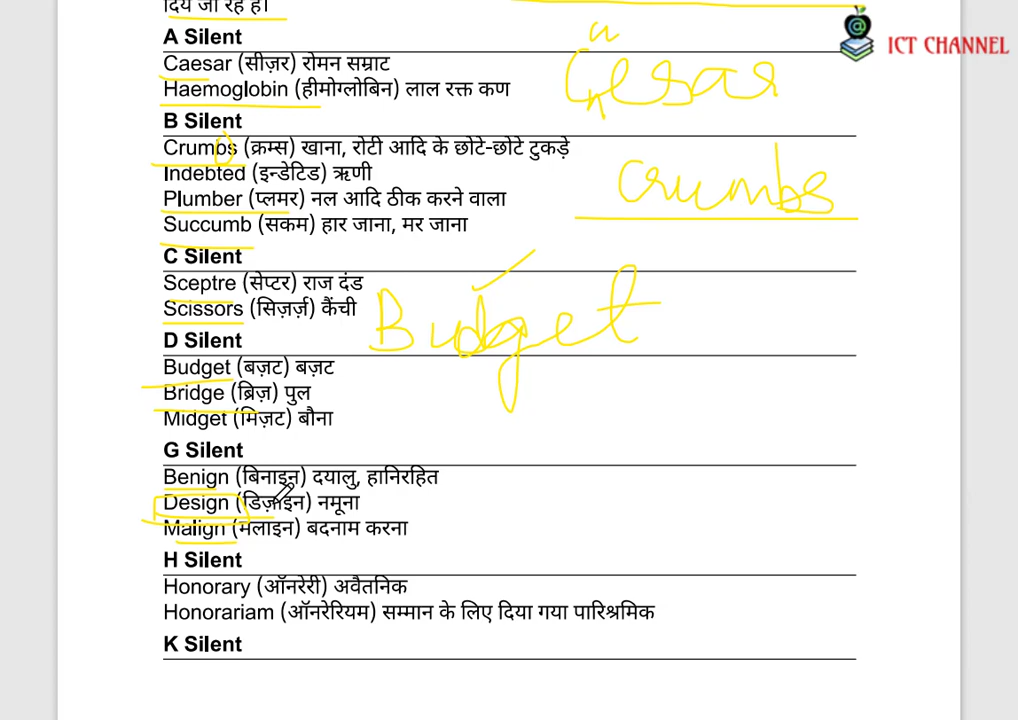 दिये जा रहे हैं।
A Silent
Caesar (सीज़र) रोमन सम्राट
Haemoglobin (हीमोग्लोबिन) लाल रक्त कण
B Silent
Crumbs (क्रम्स) खाना, रोटी आदि के छोटे-छोटे टुकड़े
Indebted (इन्डेटिड) ऋणी
Plumber (प्लमर) नल आदि ठीक करने वाला
Succumb (सकम) हार जाना, मर जाना
C Silent
Sceptre (सेप्टर) राज दंड
Scissors (सिज़र्ज़) कैंची
D Silent
Budget (बज़ट) बज़ट
Bridge (ब्रिज़) पुल
Midget (मिज़ट) बौना
G Silent
Benign (बिनाइन) दयालु, हानिरहित
Design (डिज़ाइन) नमूना
Malign (मलाइन) बदनाम करना
H Silent
Honorary (ऑनरेरी) अवैतनिक
Honorariam (ऑनरेरियम) सम्मान के लिए दिया गया पारिश्रमिक
K Silent
ICT CHANNEL
Cesar
crumbs
Budget